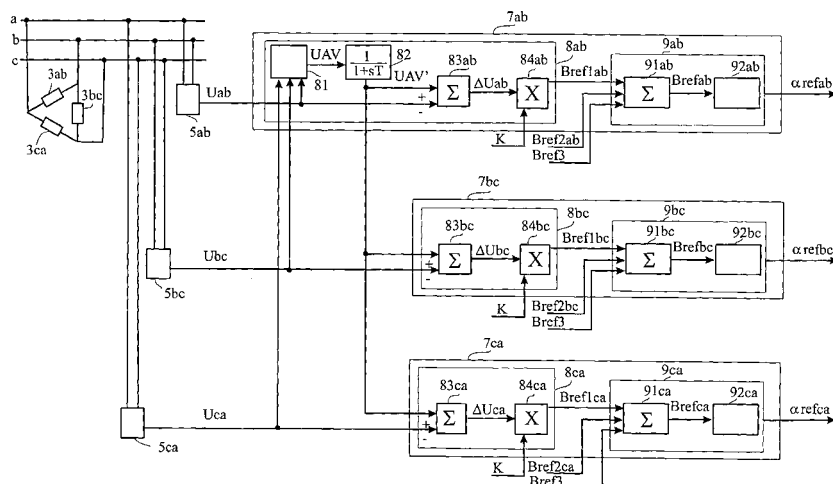 7ab
a
b
c
3ab
3bc
3ca
5ab
Uab
81
UAV
1
1+sT
82
UAV'
+
-
83ab
Σ
ΔUab
84ab
X
8ab
Bref1ab
K
Bref2ab
Bref3
9ab
91ab
Σ
Brefab
92ab
αrefab
7bc
5bc
Ubc
+
-
83bc
Σ
ΔUbc
84bc
X
8bc
Bref1bc
K
Bref2bc
Bref3
9bc
91bc
Σ
Brefbc
92bc
αrefbc
7ca
5ca
Uca
+
-
83ca
Σ
ΔUca
84ca
X
8ca
Bref1ca
K
Bref2ca
Bref3
9ca
91ca
Σ
Brefca
92ca
αrefca